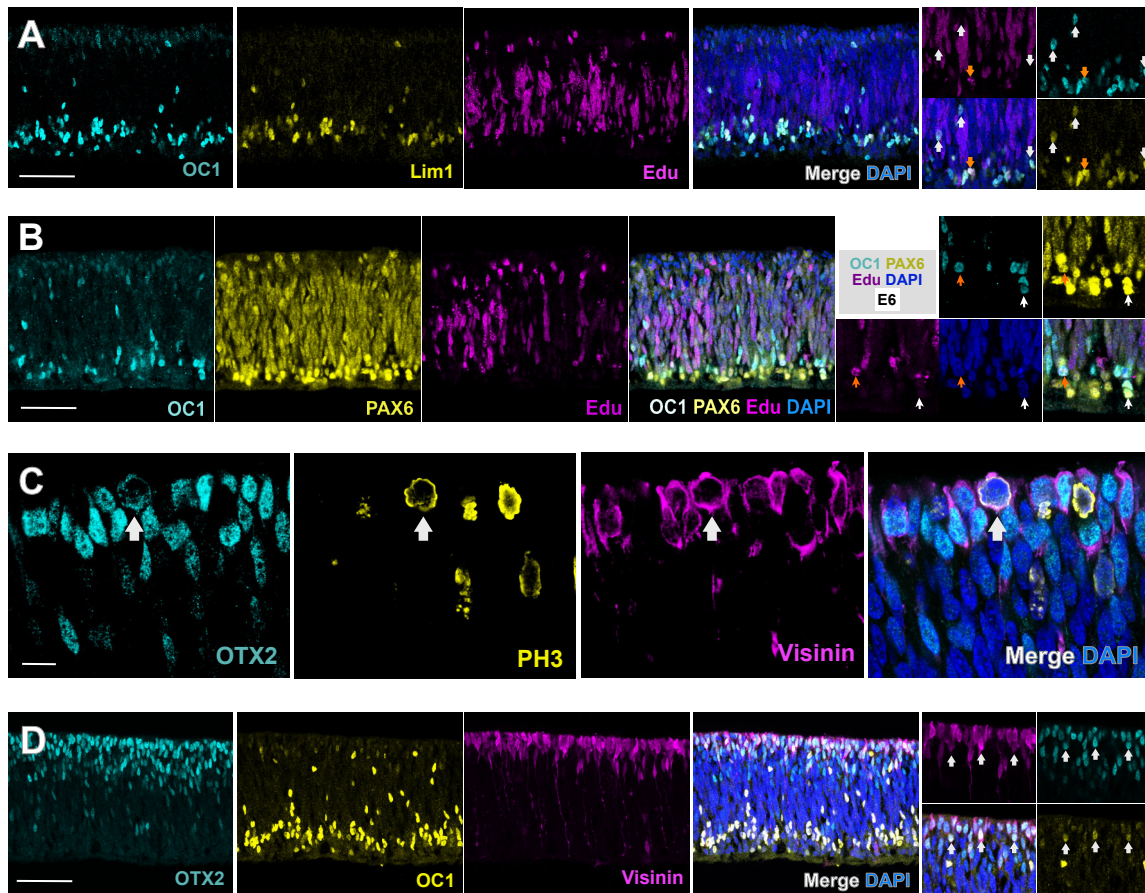 A
OC1
Lim1
Edu
Merge DAPI
B
OC1
PAX6
Edu
OC1 PAX6 Edu DAPI
OC1 PAX6
Edu DAPI
E6
C
OTX2
PH3
Visinin
Merge DAPI
D
OTX2
OC1
Visinin
Merge DAPI